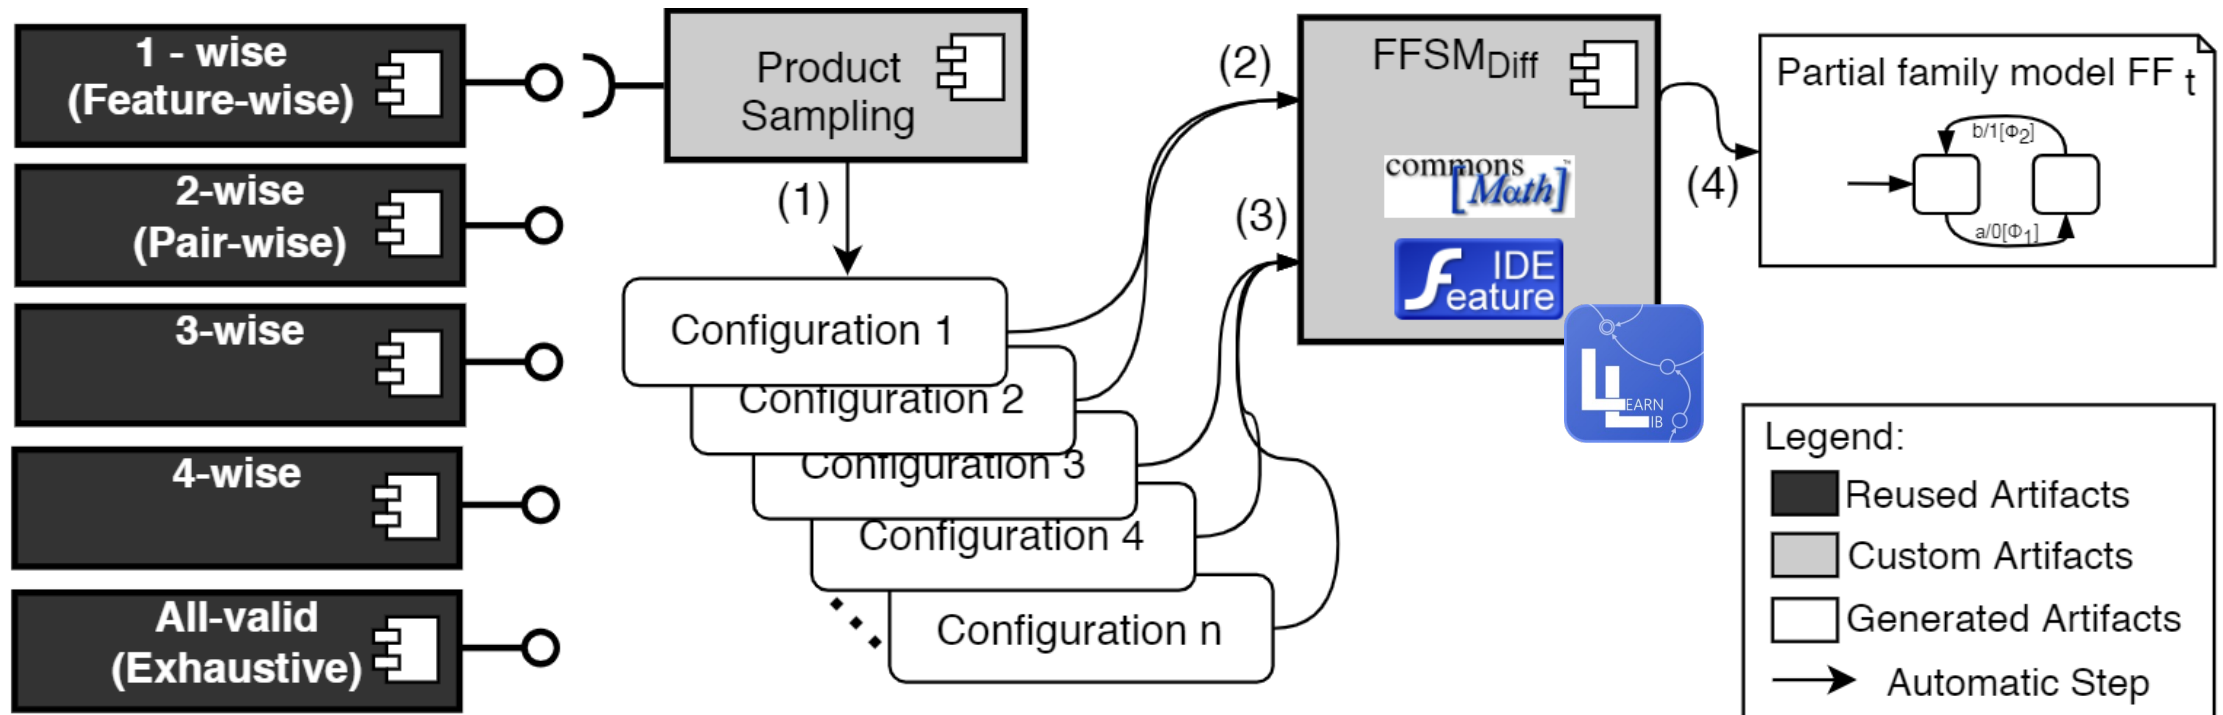 1 - wise
(Feature-wise)
2-wise
(Pair-wise)
3-wise
4-wise
All-valid
(Exhaustive)
Product
Sampling
(1)
Configuration 1
Configuration 2
Configuration 3
Configuration 4
Configuration n
(2)
(3)
FFSMDiff
commons
[Math]
™
IDE
Feature
LEARN
LIB
(4)
Partial family model FF t
b/1[Φ2]
a/0[Φ1]
Legend:
Reused Artifacts
Custom Artifacts
Generated Artifacts
Automatic Step